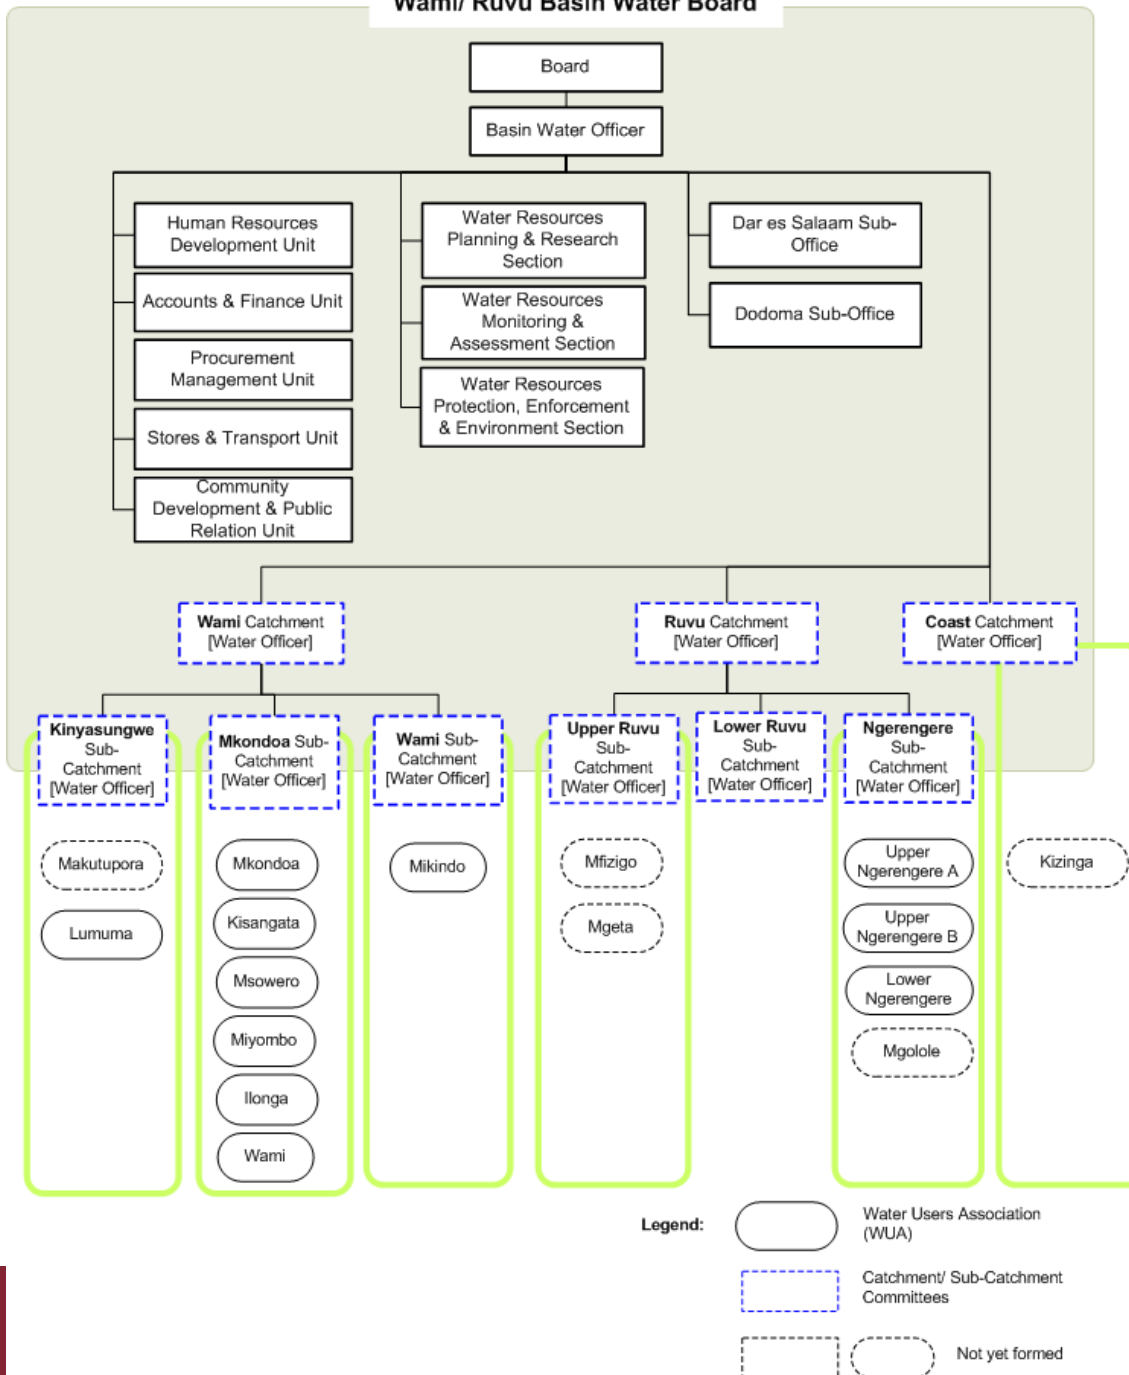 Wami/ Ruvu Basin Water Board
Board
Basin Water Officer
Human Resources
Development Unit
Accounts & Finance Unit
Procurement
Management Unit
Stores & Transport Unit
Community
Development & Public
Relation Unit
Water Resources
Planning & Research
Section
Water Resources
Monitoring &
Assessment Section
Water Resources
Protection, Enforcement
& Environment Section
Dar es Salaam Sub-
Office
Dodoma Sub-Office
Wami Catchment
[Water Officer]
Ruvu Catchment
[Water Officer]
Coast Catchment
[Water Officer]
Kinyasungwe
Sub-
Catchment
[Water Officer]
Mkondoa Sub-
Catchment
[Water Officer]
Wami Sub-
Catchment
[Water Officer]
Upper Ruvu
Sub-
Catchment
[Water Officer]
Lower Ruvu
Sub-
Catchment
[Water Officer]
Ngerengere
Sub-
Catchment
[Water Officer]
Makutupora
Lumuma
Mkondoa
Kisangata
Msowero
Miyombo
Ilonga
Wami
Mikindo
Mfizigo
Mgeta
Upper
Ngerengere A
Upper
Ngerengere B
Lower
Ngerengere
Mgolole
Kizinga
Legend:
Water Users Association
(WUA)
Catchment/ Sub-Catchment
Committees
Not yet formed